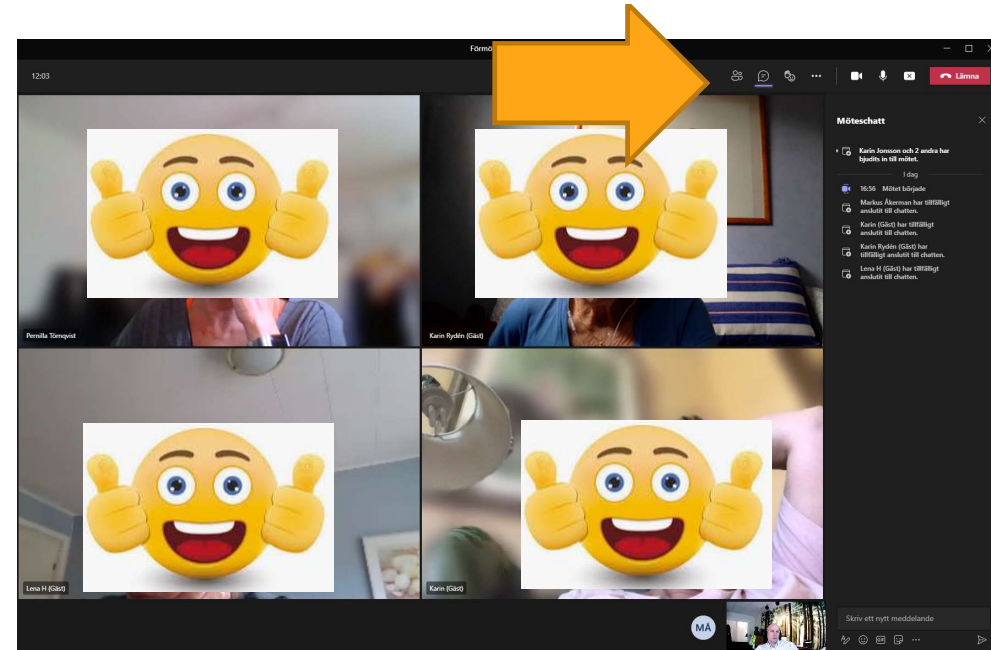 Förmö
12:03
Lämna
Möteschatt
Karin Jonsson och 2 andra har
bjudits in till mötet.
I dag
16:56 Mötet började
Markus Åkerman har tillfälligt
anslutit till chatten.
Karin (Gäst) har tillfälligt
anslutit till chatten.
Karin Rydén (Gäst) har
tillfälligt anslutit till chatten.
Lena H (Gäst) har tillfälligt
anslutit till chatten.
Pernilla Törnqvist
Karin Rydén (Gäst)
Lena H (Gäst)
Karin (Gäst)
MÅ
Skriv ett nytt meddelande
GIF